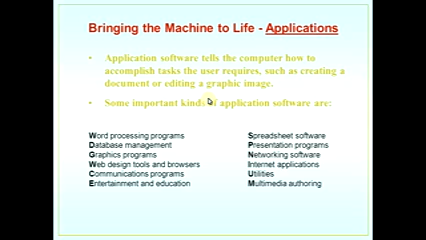 Bringing the Machine to Life - Applications
• Application software tells the computer how to
accomplish tasks the user requires, such as creating a
document or editing a graphic image.
• Some important kinds of application software are:
Word processing programs
Database management
Graphics programs
Web design tools and browsers
Communications programs
Entertainment and education
Spreadsheet software
Presentation programs
Networking software
Internet applications
Utilities
Multimedia authoring